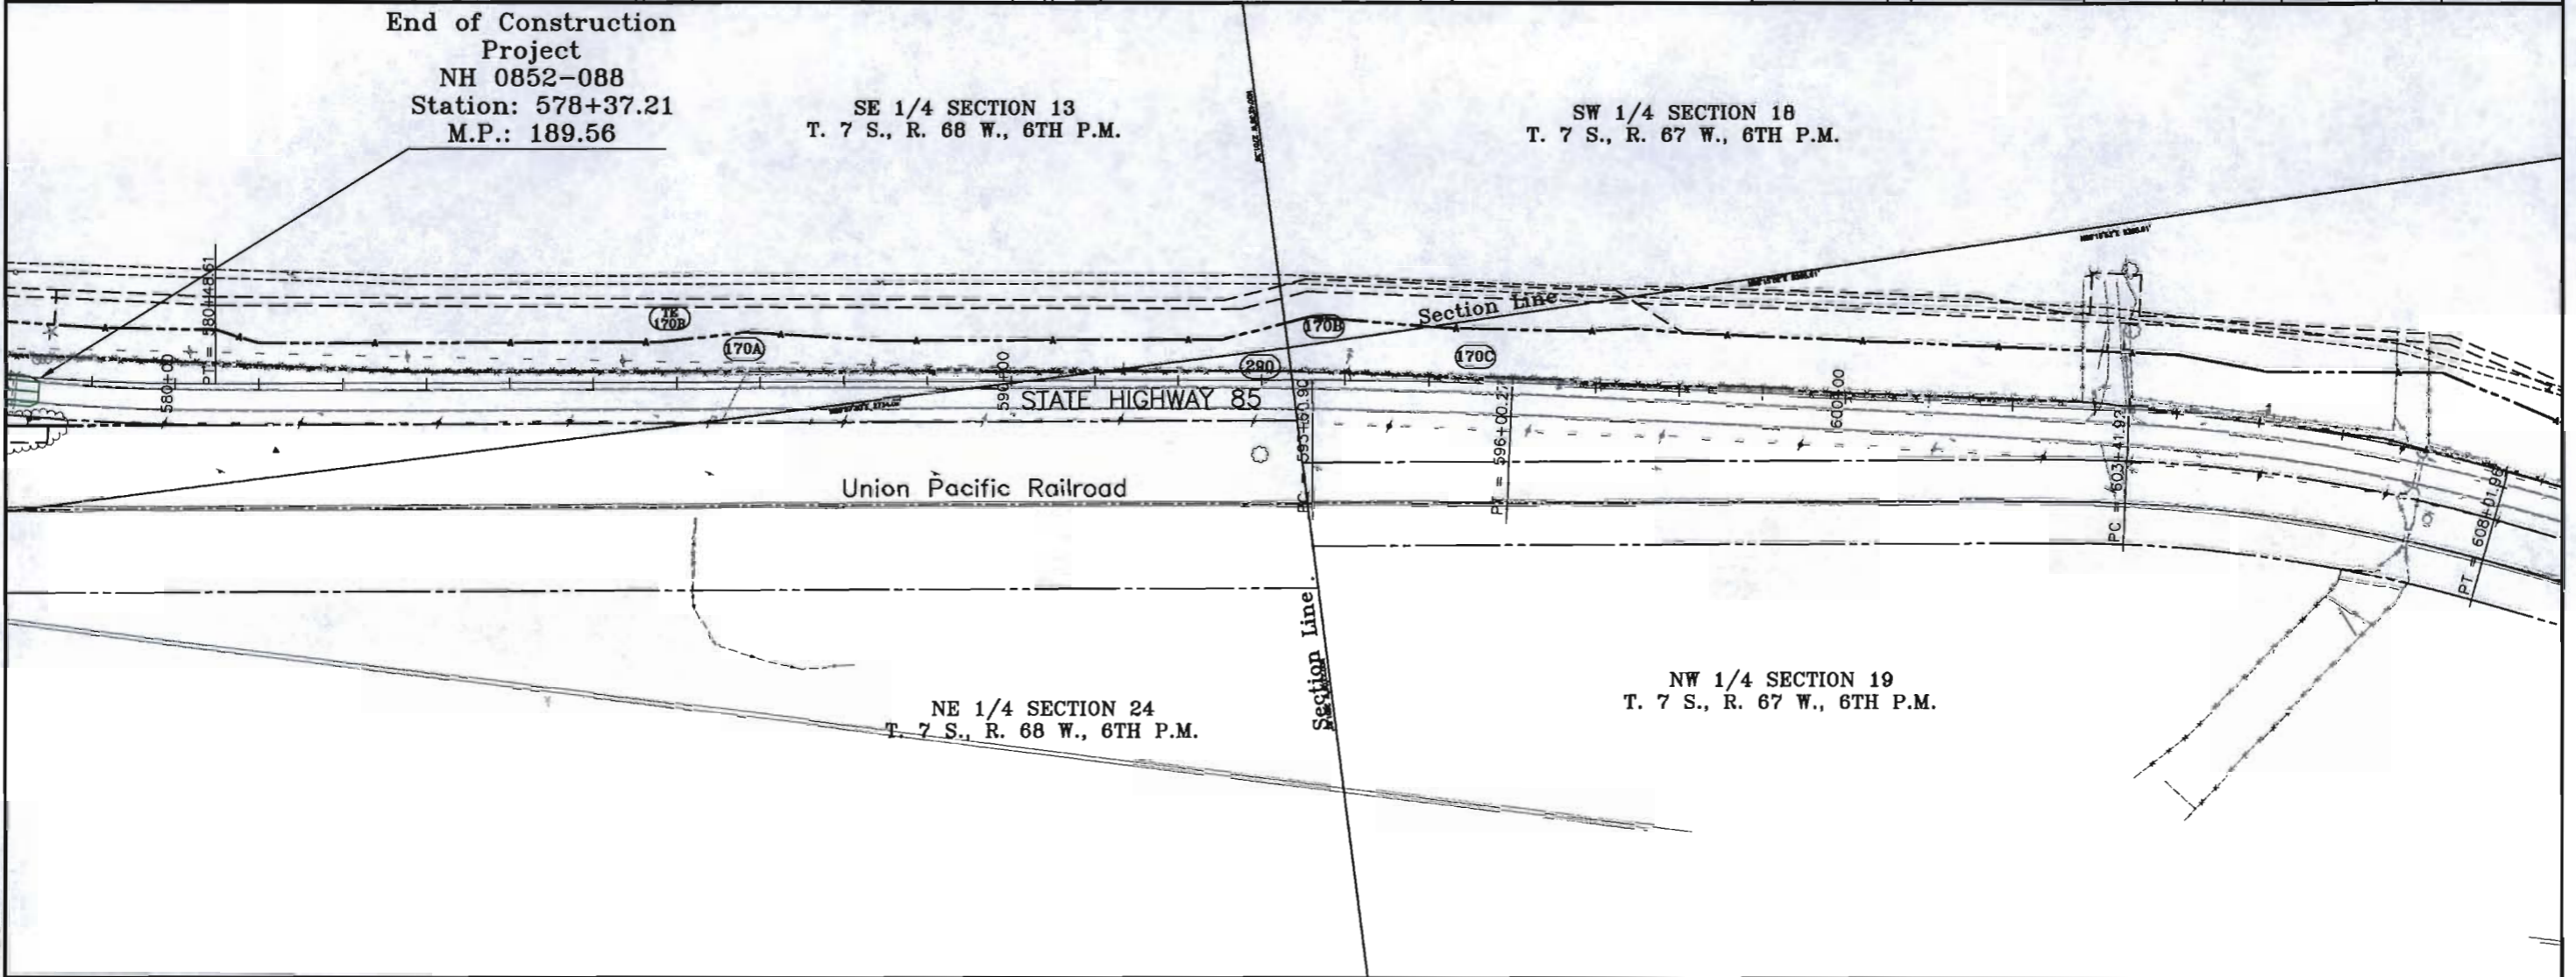 End of Construction
Project
NH 0852-088
Station: 578+37.21
M.P.: 189.56
SE 1/4 SECTION 13
T. 7 S., R. 68 W., 6TH P.M.
SW 1/4 SECTION 18
T. 7 S., R. 67 W., 6TH P.M.
Section Line
TE
170B
170A
170B
170C
290
580+00
PT = 580+48.61
590+00
STATE HIGHWAY 85
PC = 593+
PT = 596+00.2
600+00
PC = 603+41.92
PT = 608+01.96
Union Pacific Railroad
Section Line
NE 1/4 SECTION 24
T. 7 S., R. 68 W., 6TH P.M.
NW 1/4 SECTION 19
T. 7 S., R. 67 W., 6TH P.M.